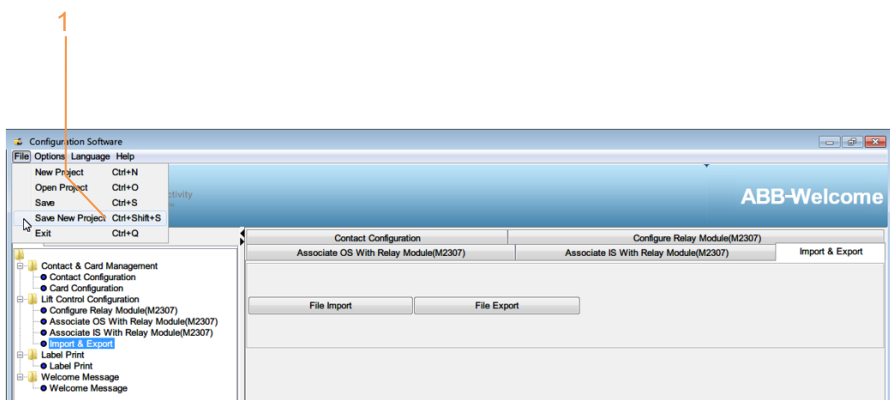 1
Configuration Software
File Options Language Help
New Project Ctrl+N
Open Project Ctrl+O
Save Ctrl+S
Save New Project Ctrl+Shift+S
Exit Ctrl+Q
ABB-Welcome
Contact Configuration Configure Relay Module(M2307)
Associate OS With Relay Module(M2307) Associate IS With Relay Module(M2307) Import & Export
File Import File Export
Contact & Card Management
Contact Configuration
Card Configuration
Lift Control Configuration
Configure Relay Module(M2307)
Associate OS With Relay Module(M2307)
Associate IS With Relay Module(M2307)
Import & Export
Label Print
Label Print
Welcome Message
Welcome Message